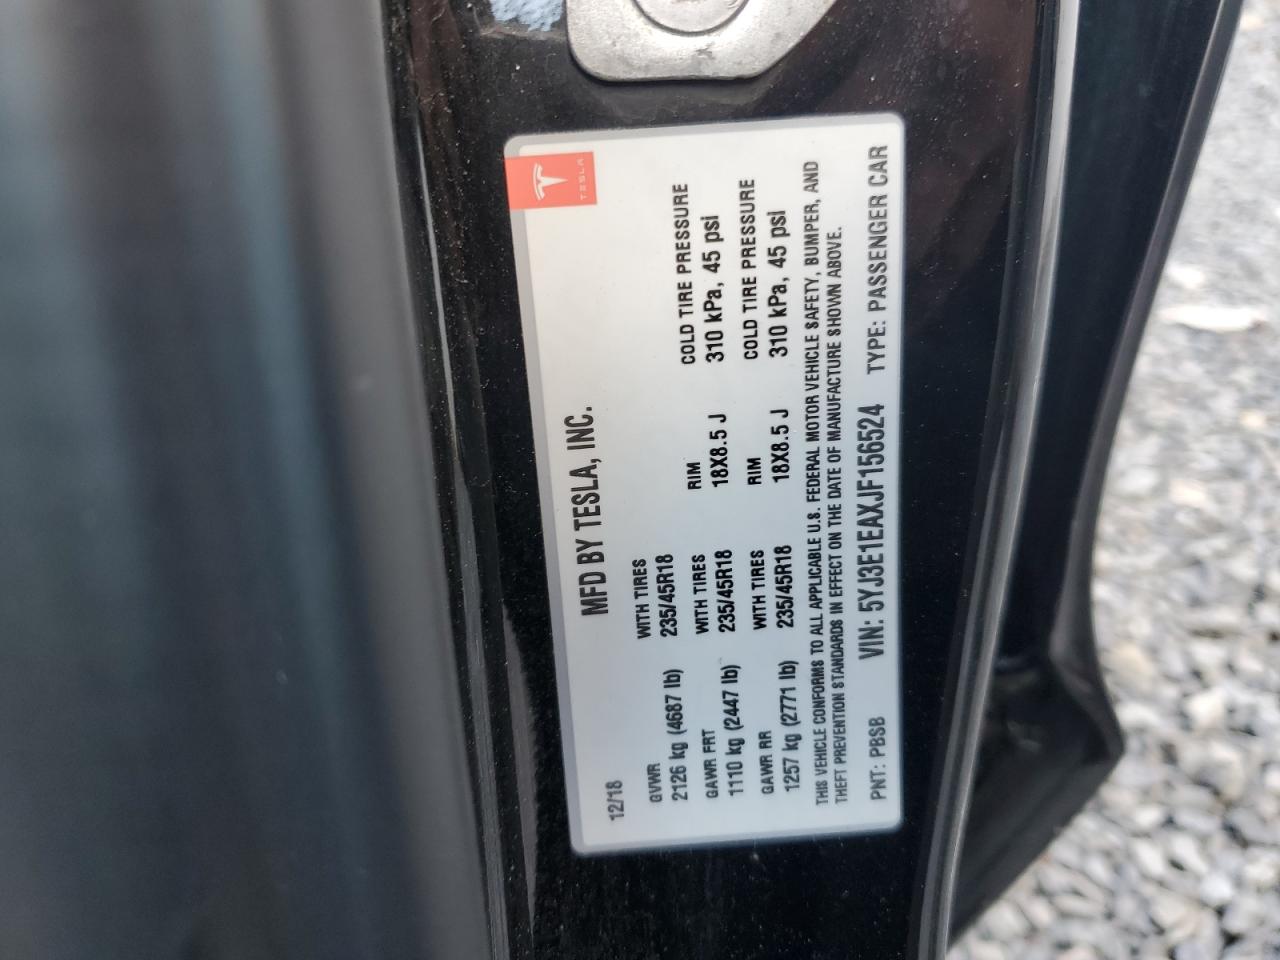 TESLA
MFD BY TESLA, INC.
12/18
GVWR WITH TIRES
2126 kg (4687 lb) 235/45R18
GAWR FRT WITH TIRES RIM COLD TIRE PRESSURE
1110 kg (2447 lb) 235/45R18 18X8.5 J 310 kPa, 45 psi
GAWR RR WITH TIRES RIM COLD TIRE PRESSURE
1257 kg (2771 lb) 235/45R18 18X8.5 J 310 kPa, 45 psi
THIS VEHICLE CONFORMS TO ALL APPLICABLE U.S. FEDERAL MOTOR VEHICLE SAFETY, BUMPER, AND
THEFT PREVENTION STANDARDS IN EFFECT ON THE DATE OF MANUFACTURE SHOWN ABOVE.
PNT: PBSB VIN: 5YJ3E1EAXJF156524 TYPE: PASSENGER CAR